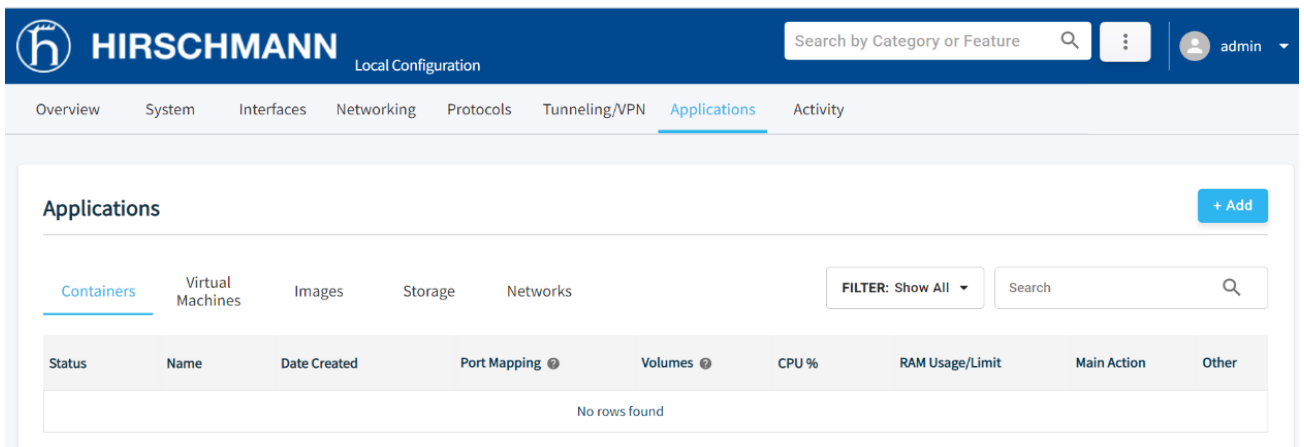 HIRSCHMANN
Local Configuration
Search by Category or Feature
admin
Overview System Interfaces Networking Protocols Tunneling/VPN Applications Activity
Applications
+ Add
Containers Virtual Machines Images Storage Networks FILTER: Show All Search
Status Name Date Created Port Mapping ? Volumes ? CPU % RAM Usage/Limit Main Action Other
No rows found